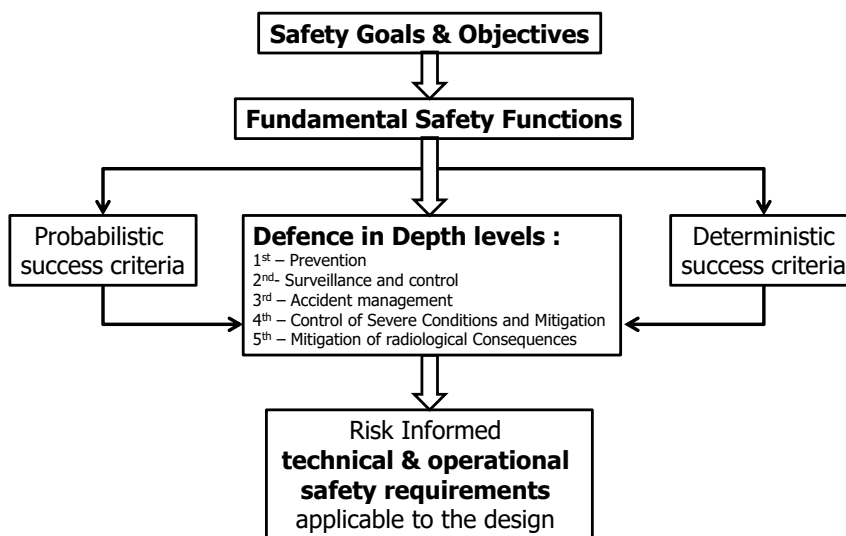 Safety Goals & Objectives
Fundamental Safety Functions
Probabilistic
success criteria
Defence in Depth levels :
1st – Prevention
2nd- Surveillance and control
3rd – Accident management
4th – Control of Severe Conditions and Mitigation
5th – Mitigation of radiological Consequences
Deterministic
success criteria
Risk Informed
technical & operational
safety requirements
applicable to the design